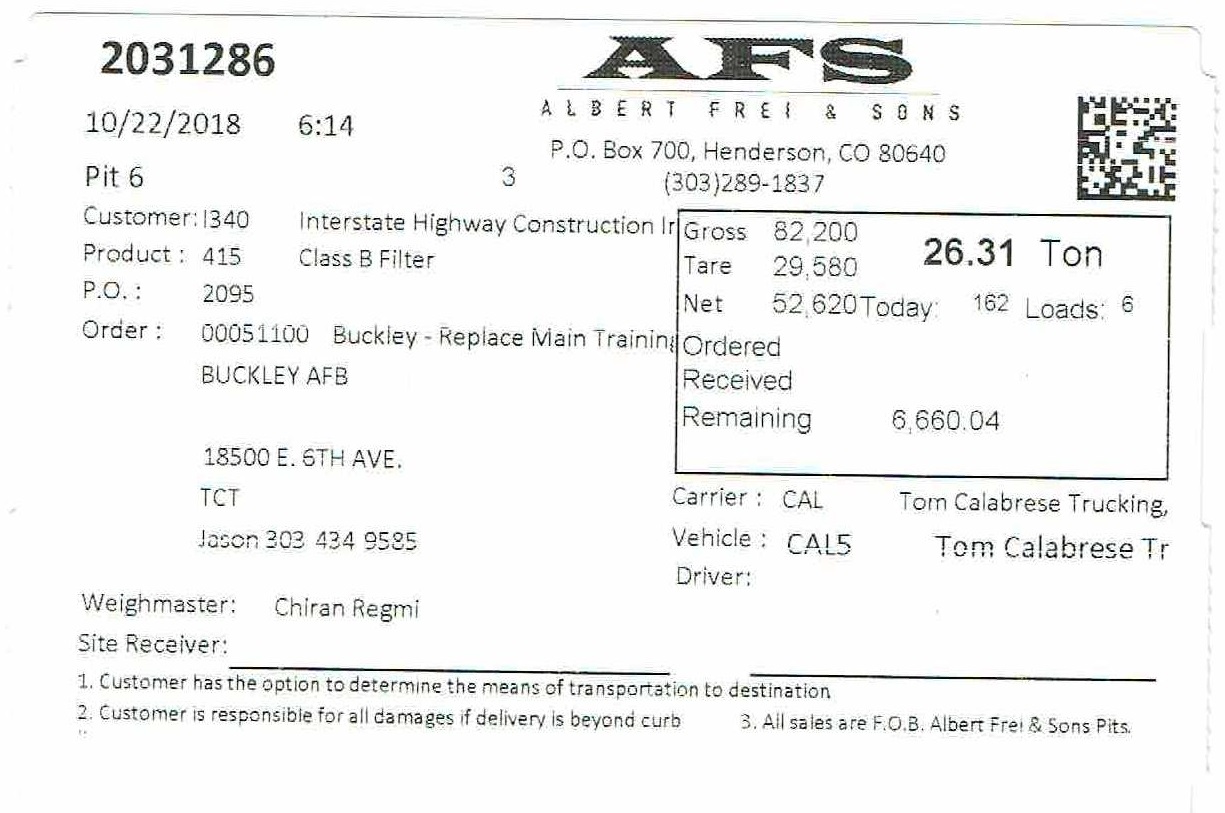 2031286
AFS
ALBERT FREI & SONS
10/22/2018 6:14
P.O. Box 700, Henderson, CO 80640
Pit 6 3 (303)289-1837
Customer: I340 Interstate Highway Construction Ir
Product : 415 Class B Filter
P.O. : 2095
Order : 00051100 Buckley - Replace Main Training
BUCKLEY AFB
18500 E. 6TH AVE.
TCT
Jason 303 434 9585
Gross 82,200
26.31 Ton
Tare 29,580
Net 52,620 Today: 162 Loads: 6
Ordered
Received
Remaining 6,660.04
Carrier : CAL Tom Calabrese Trucking,
Vehicle : CAL5 Tom Calabrese Tr
Driver:
Weighmaster: Chiran Regmi
Site Receiver:
1. Customer has the option to determine the means of transportation to destination
2. Customer is responsible for all damages if delivery is beyond curb 3. All sales are F.O.B. Albert Frei & Sons Pits.